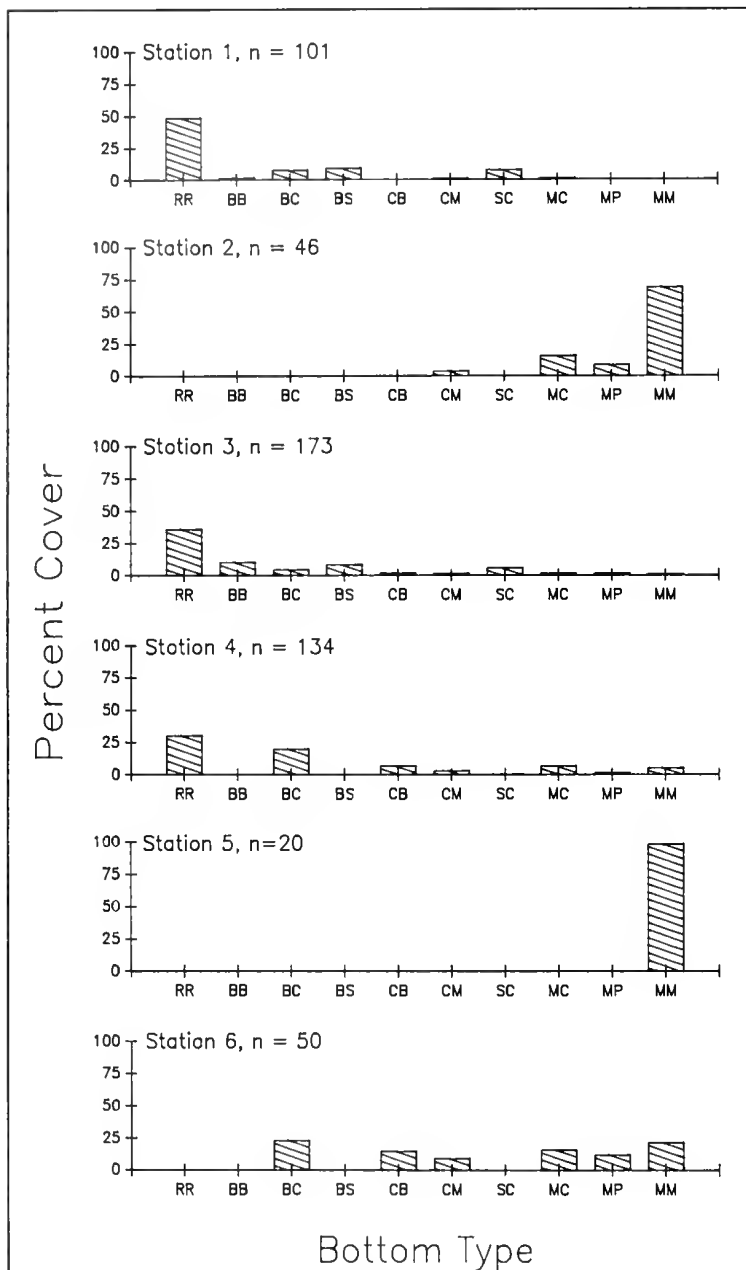 Percent Cover
Station 1, n = 101
100
75
50
25
0
RR BB BC BS CB CM SC MC MP MM
Station 2, n = 46
100
75
50
25
0
RR BB BC BS CB CM SC MC MP MM
Station 3, n = 173
100
75
50
25
0
RR BB BC BS CB CM SC MC MP MM
Station 4, n = 134
100
75
50
25
0
RR BB BC BS CB CM SC MC MP MM
Station 5, n=20
100
75
50
25
0
RR BB BC BS CB CM SC MC MP MM
Station 6, n = 50
100
75
50
25
0
RR BB BC BS CB CM SC MC MP MM
Bottom Type